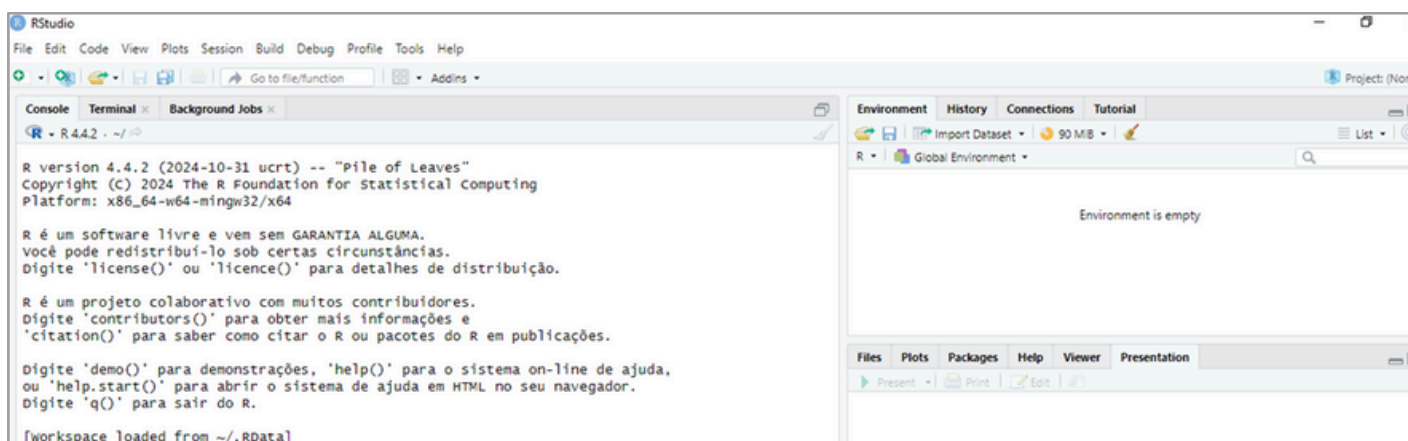 RStudio
File Edit Code View Plots Session Build Debug Profile Tools Help
Go to file/function Addins
Project: (Nor
Console Terminal Background Jobs
R 4.4.2 · ~/
R version 4.4.2 (2024-10-31 ucrt) -- "Pile of Leaves"
Copyright (C) 2024 The R Foundation for Statistical Computing
Platform: x86_64-w64-mingw32/x64
R é um software livre e vem sem GARANTIA ALGUMA.
Você pode redistribuí-lo sob certas circunstâncias.
Digite 'license()' ou 'licence()' para detalhes de distribuição.
R é um projeto colaborativo com muitos contribuidores.
Digite 'contributors()' para obter mais informações e
'citation()' para saber como citar o R ou pacotes do R em publicações.
Digite 'demo()' para demonstrações, 'help()' para o sistema on-line de ajuda,
ou 'help.start()' para abrir o sistema de ajuda em HTML no seu navegador.
Digite 'q()' para sair do R.
[Workspace loaded from ~/.RData]
Environment History Connections Tutorial
Import Dataset 90 MiB List
R Global Environment
Environment is empty
Files Plots Packages Help Viewer Presentation
Present Print Edit